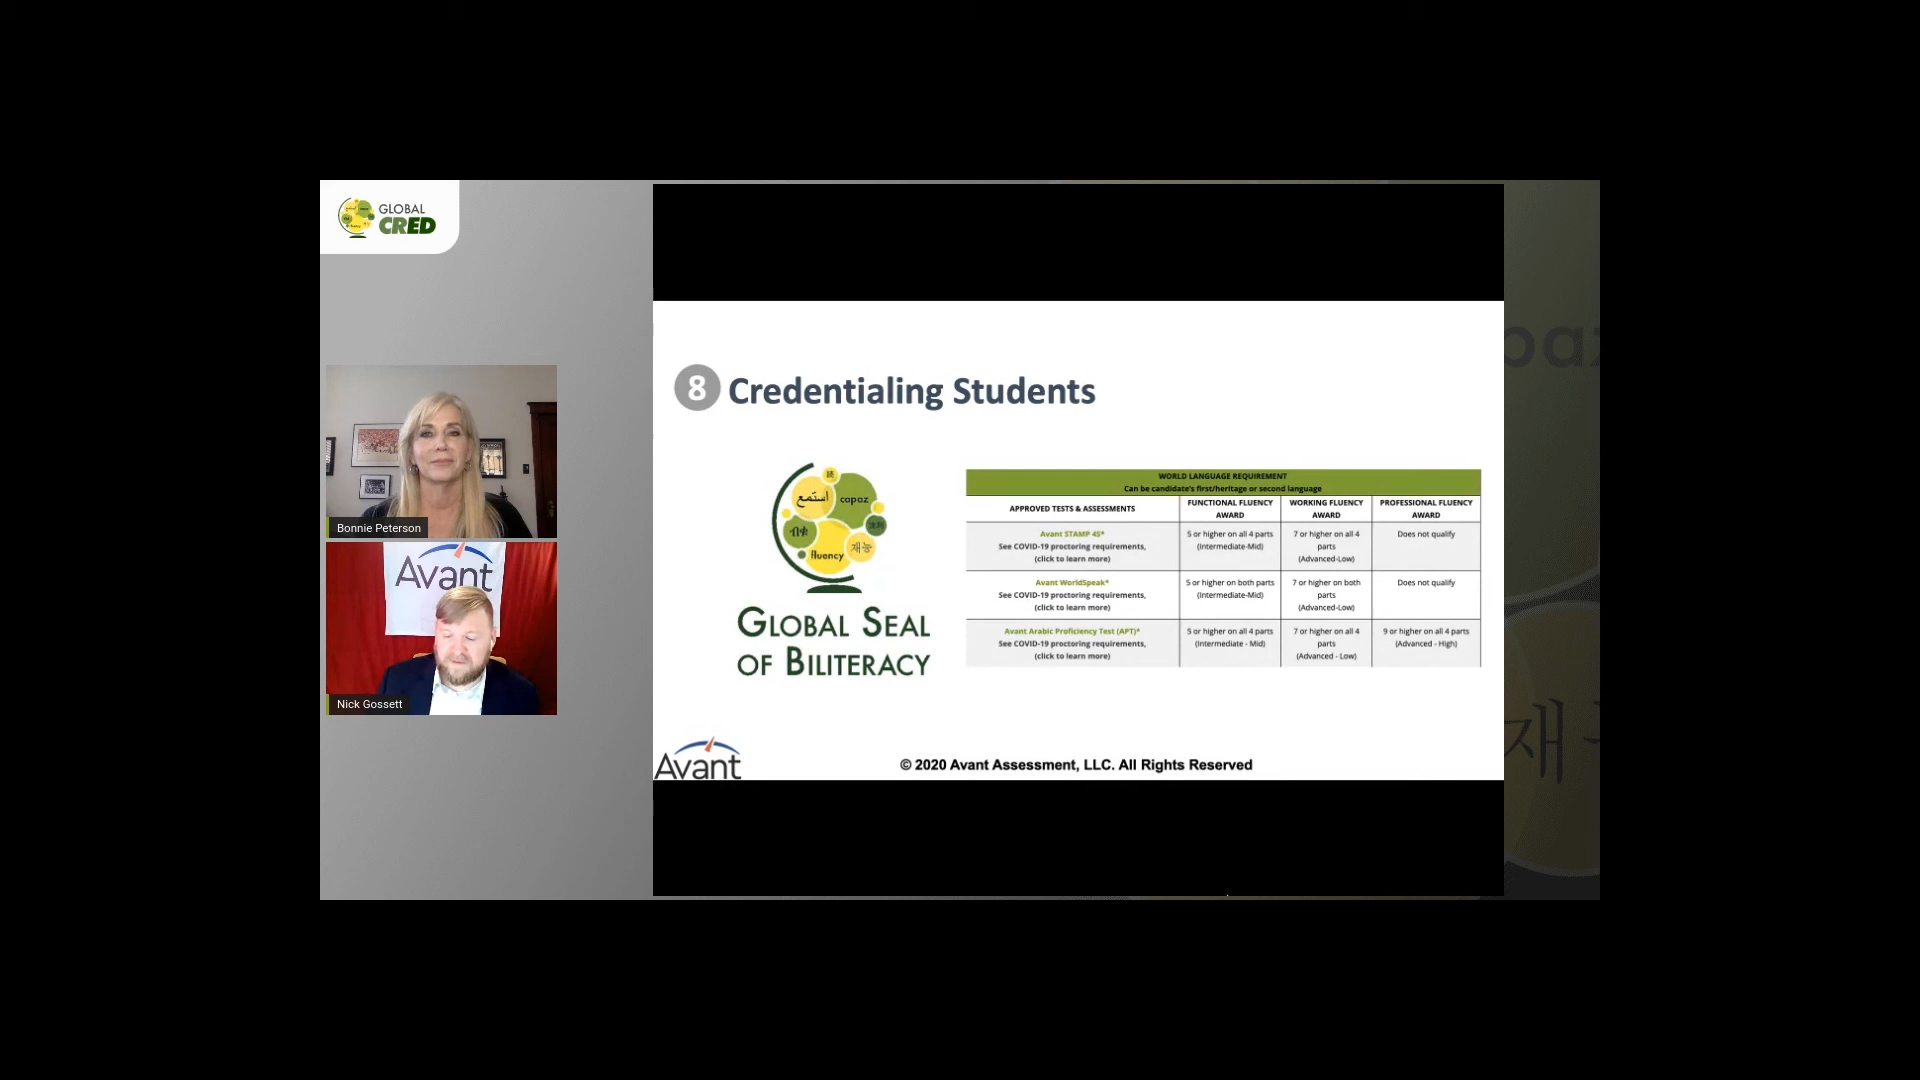 GLOBAL
CRED
Bonnie Peterson
Avant
Nick Gossett
8 Credentialing Students
استمع
capaz
fluency
재능
GLOBAL SEAL
OF BILITERACY
WORLD LANGUAGE REQUIREMENT
Can be candidate's first/heritage or second language
APPROVED TESTS & ASSESSMENTS
FUNCTIONAL FLUENCY
AWARD
WORKING FLUENCY
AWARD
PROFESSIONAL FLUENCY
AWARD
Avant STAMP 4S*
See COVID-19 proctoring requirements,
(click to learn more)
5 or higher on all 4 parts
(Intermediate-Mid)
7 or higher on all 4
parts
(Advanced-Low)
Does not qualify
Avant WorldSpeak*
See COVID-19 proctoring requirements,
(click to learn more)
5 or higher on both parts
(Intermediate-Mid)
7 or higher on both
parts
(Advanced-Low)
Does not qualify
Avant Arabic Proficiency Test (APT)*
See COVID-19 proctoring requirements,
(click to learn more)
5 or higher on all 4 parts
(Intermediate - Mid)
7 or higher on all 4
parts
(Advanced - Low)
9 or higher on all 4 parts
(Advanced - High)
Avant
© 2020 Avant Assessment, LLC. All Rights Reserved